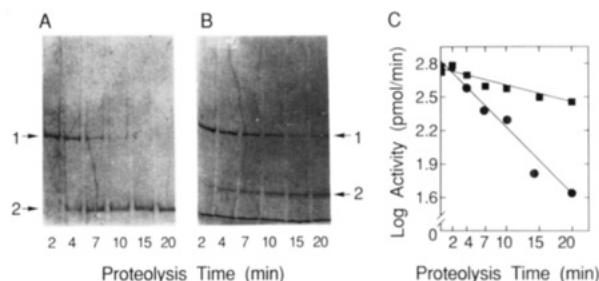 A
B
C
1
2
1
2
2 4 7 10 15 20
2 4 7 10 15 20
Proteolysis Time (min)
Log Activity (pmol/min)
2.8
2.5
2.2
1.9
1.6
0
2 4 7 10 15 20
Proteolysis Time (min)